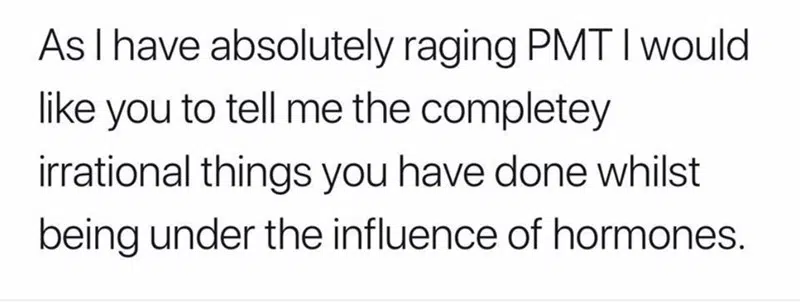 As I have absolutely raging PMT I would
like you to tell me the completey
irrational things you have done whilst
being under the influence of hormones.